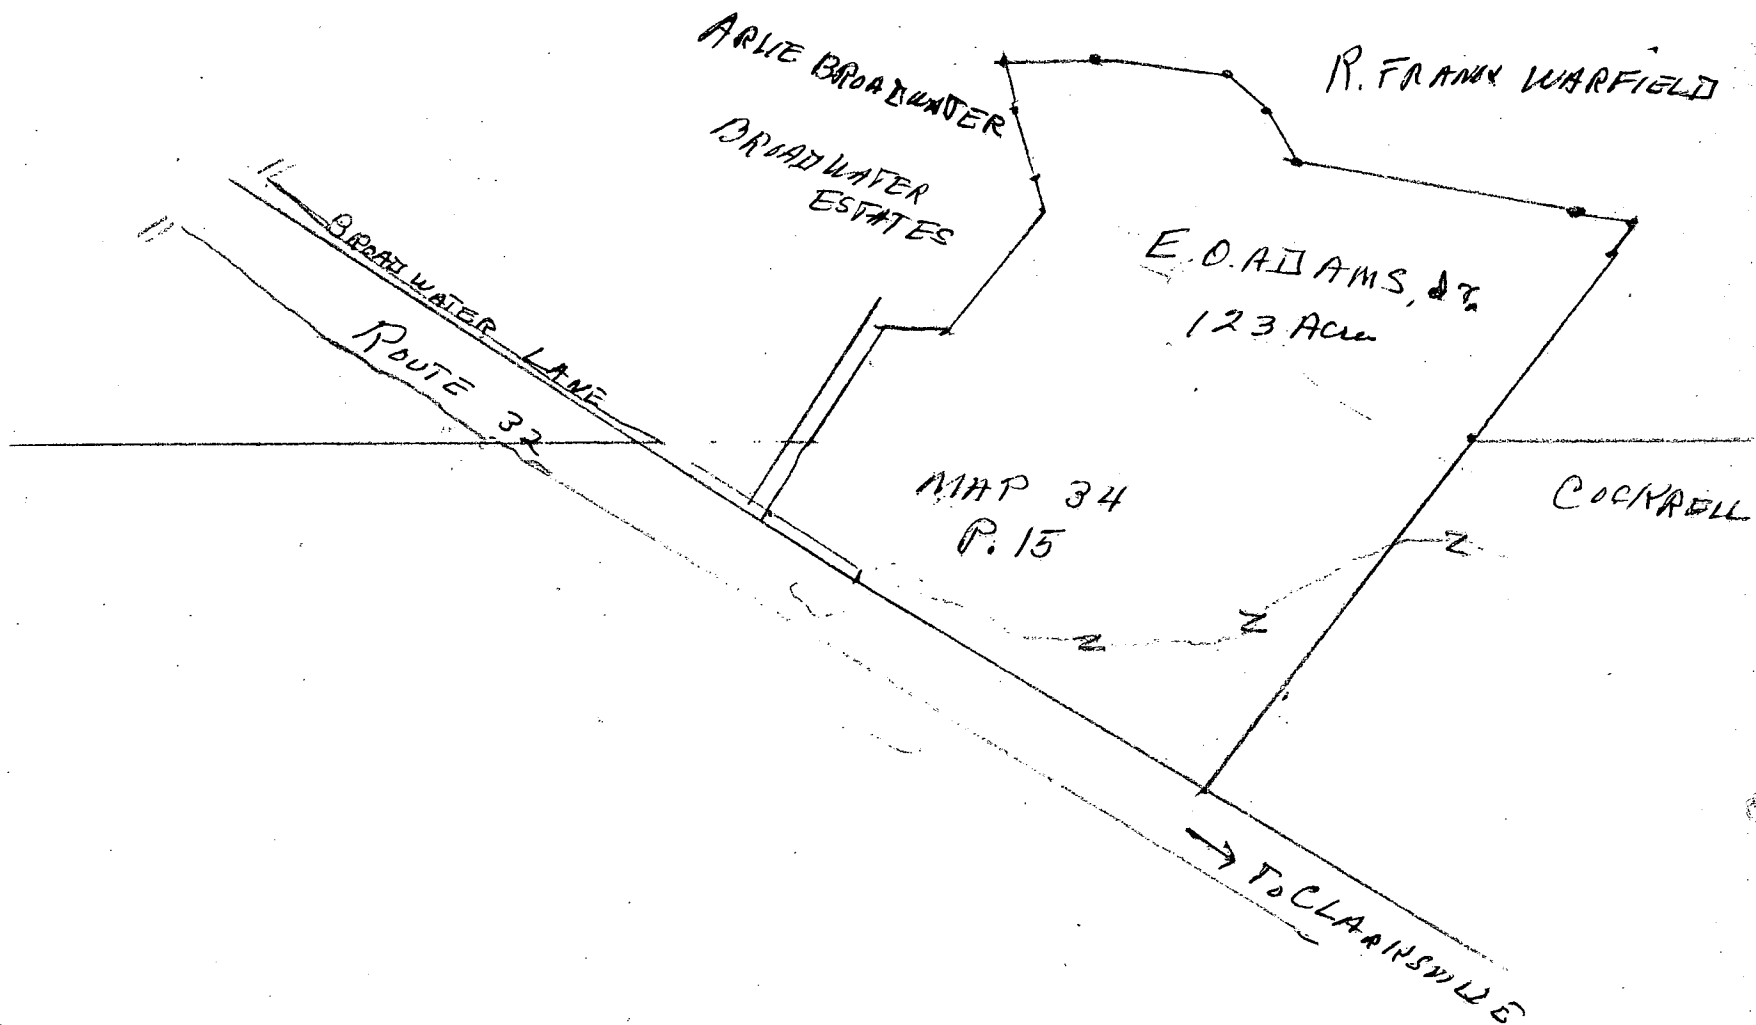 ARLIE BROADWATER
BROADWATER
ESTATES
R. FRANK WARFIELD
E.O. ADAMS, Jr.
123 Acres
BROADWATER LANE
ROUTE 32
MAP 34
P. 15
COCKRELL
→ TO CLARKSVILLE